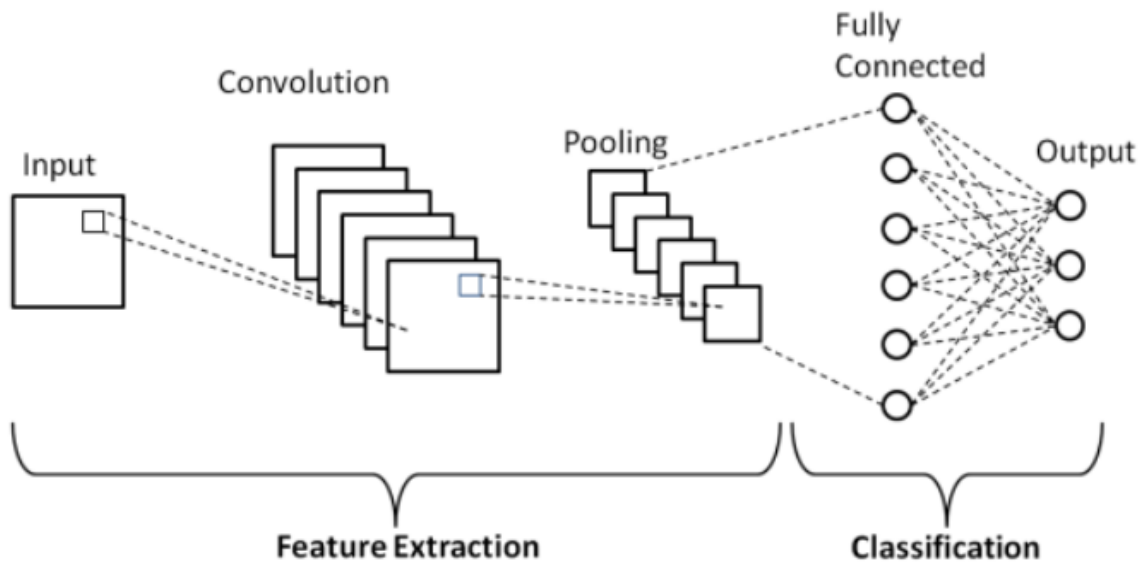 Input
Convolution
Pooling
Fully
Connected
Output
Feature Extraction
Classification